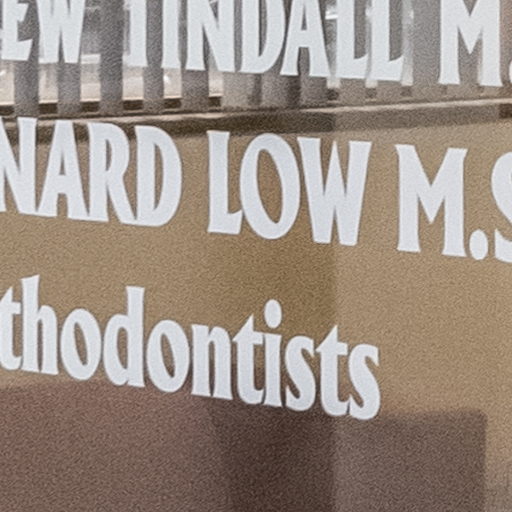 EW TINDALL M.
NARD LOW M.S
thodontists